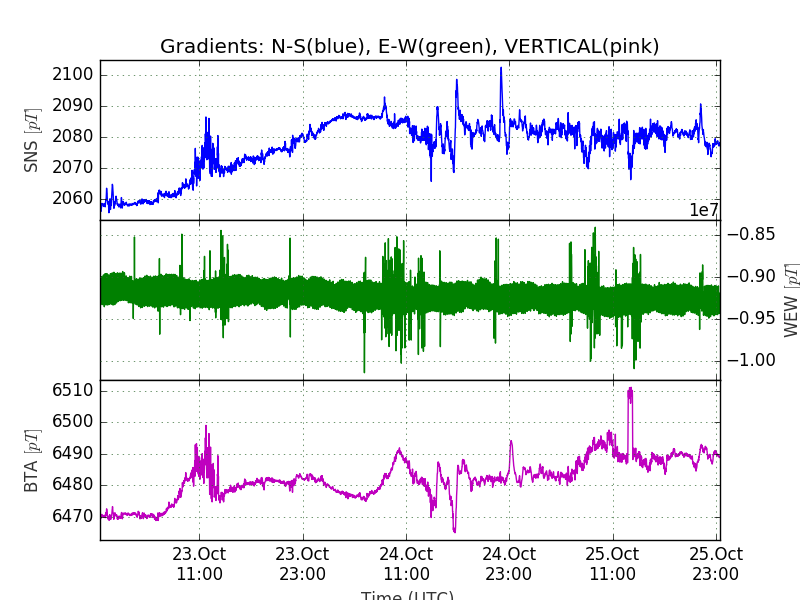 Gradients: N-S(blue), E-W(green), VERTICAL(pink)
SNS [pT]
2100
2090
2080
2070
2060
1e7
−0.85
−0.90
−0.95
−1.00
WEW [pT]
BTA [pT]
6510
6500
6490
6480
6470
23.Oct
11:00
23.Oct
23:00
24.Oct
11:00
24.Oct
23:00
25.Oct
11:00
25.Oct
23:00
Time (UTC)